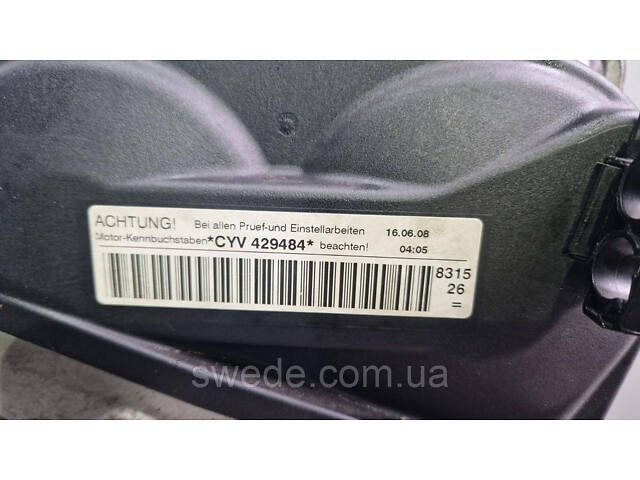 ACHTUNG! Bei allen Pruef-und Einstellarbeiten 16.06.08
Motor-Kennbuchstaben *CYV 429484* beachten! 04:05
8315
26
=
swede.com.ua